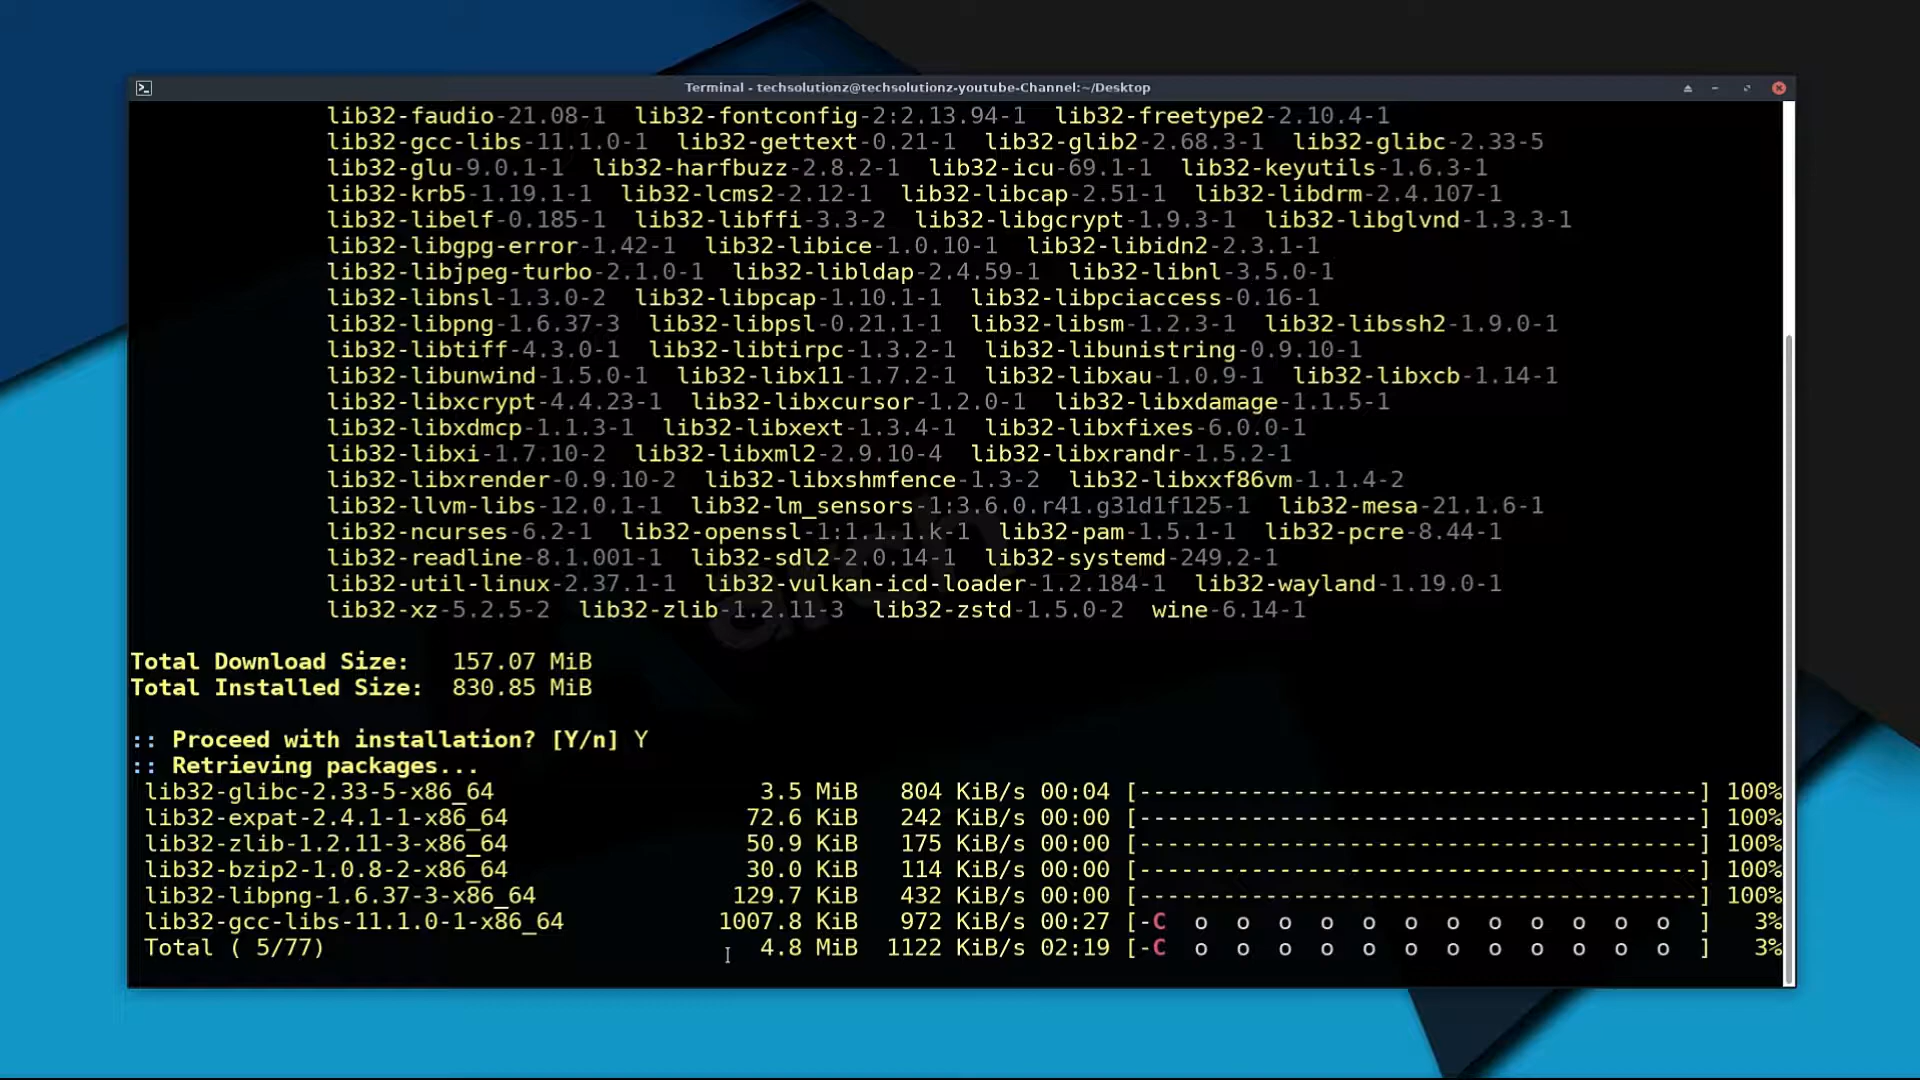 Terminal - techsolutionz@techsolutionz-youtube-Channel:~/Desktop
lib32-faudio-21.08-1  lib32-fontconfig-2:2.13.94-1  lib32-freetype2-2.10.4-1
lib32-gcc-libs-11.1.0-1  lib32-gettext-0.21-1  lib32-glib2-2.68.3-1  lib32-glibc-2.33-5
lib32-glu-9.0.1-1  lib32-harfbuzz-2.8.2-1  lib32-icu-69.1-1  lib32-keyutils-1.6.3-1
lib32-krb5-1.19.1-1  lib32-lcms2-2.12-1  lib32-libcap-2.51-1  lib32-libdrm-2.4.107-1
lib32-libelf-0.185-1  lib32-libffi-3.3-2  lib32-libgcrypt-1.9.3-1  lib32-libglvnd-1.3.3-1
lib32-libgpg-error-1.42-1  lib32-libice-1.0.10-1  lib32-libidn2-2.3.1-1
lib32-libjpeg-turbo-2.1.0-1  lib32-libldap-2.4.59-1  lib32-libnl-3.5.0-1
lib32-libnsl-1.3.0-2  lib32-libpcap-1.10.1-1  lib32-libpciaccess-0.16-1
lib32-libpng-1.6.37-3  lib32-libpsl-0.21.1-1  lib32-libsm-1.2.3-1  lib32-libssh2-1.9.0-1
lib32-libtiff-4.3.0-1  lib32-libtirpc-1.3.2-1  lib32-libunistring-0.9.10-1
lib32-libunwind-1.5.0-1  lib32-libx11-1.7.2-1  lib32-libxau-1.0.9-1  lib32-libxcb-1.14-1
lib32-libxcrypt-4.4.23-1  lib32-libxcursor-1.2.0-1  lib32-libxdamage-1.1.5-1
lib32-libxdmcp-1.1.3-1  lib32-libxext-1.3.4-1  lib32-libxfixes-6.0.0-1
lib32-libxi-1.7.10-2  lib32-libxml2-2.9.10-4  lib32-libxrandr-1.5.2-1
lib32-libxrender-0.9.10-2  lib32-libxshmfence-1.3-2  lib32-libxxf86vm-1.1.4-2
lib32-llvm-libs-12.0.1-1  lib32-lm_sensors-1:3.6.0.r41.g31d1f125-1  lib32-mesa-21.1.6-1
lib32-ncurses-6.2-1  lib32-openssl-1:1.1.1.k-1  lib32-pam-1.5.1-1  lib32-pcre-8.44-1
lib32-readline-8.1.001-1  lib32-sdl2-2.0.14-1  lib32-systemd-249.2-1
lib32-util-linux-2.37.1-1  lib32-vulkan-icd-loader-1.2.184-1  lib32-wayland-1.19.0-1
lib32-xz-5.2.5-2  lib32-zlib-1.2.11-3  lib32-zstd-1.5.0-2  wine-6.14-1
Total Download Size:   157.07 MiB
Total Installed Size:  830.85 MiB
:: Proceed with installation? [Y/n] Y
:: Retrieving packages...
lib32-glibc-2.33-5-x86_64  3.5 MiB  804 KiB/s 00:04 [----------------------------------------] 100%
lib32-expat-2.4.1-1-x86_64  72.6 KiB  242 KiB/s 00:00 [----------------------------------------] 100%
lib32-zlib-1.2.11-3-x86_64  50.9 KiB  175 KiB/s 00:00 [----------------------------------------] 100%
lib32-bzip2-1.0.8-2-x86_64  30.0 KiB  114 KiB/s 00:00 [----------------------------------------] 100%
lib32-libpng-1.6.37-3-x86_64  129.7 KiB  432 KiB/s 00:00 [----------------------------------------] 100%
lib32-gcc-libs-11.1.0-1-x86_64  1007.8 KiB  972 KiB/s 00:27 [-C  o  o  o  o  o  o  o  o  o  o  o  o  ]   3%
Total ( 5/77)  4.8 MiB  1122 KiB/s 02:19 [-C  o  o  o  o  o  o  o  o  o  o  o  o  ]   3%